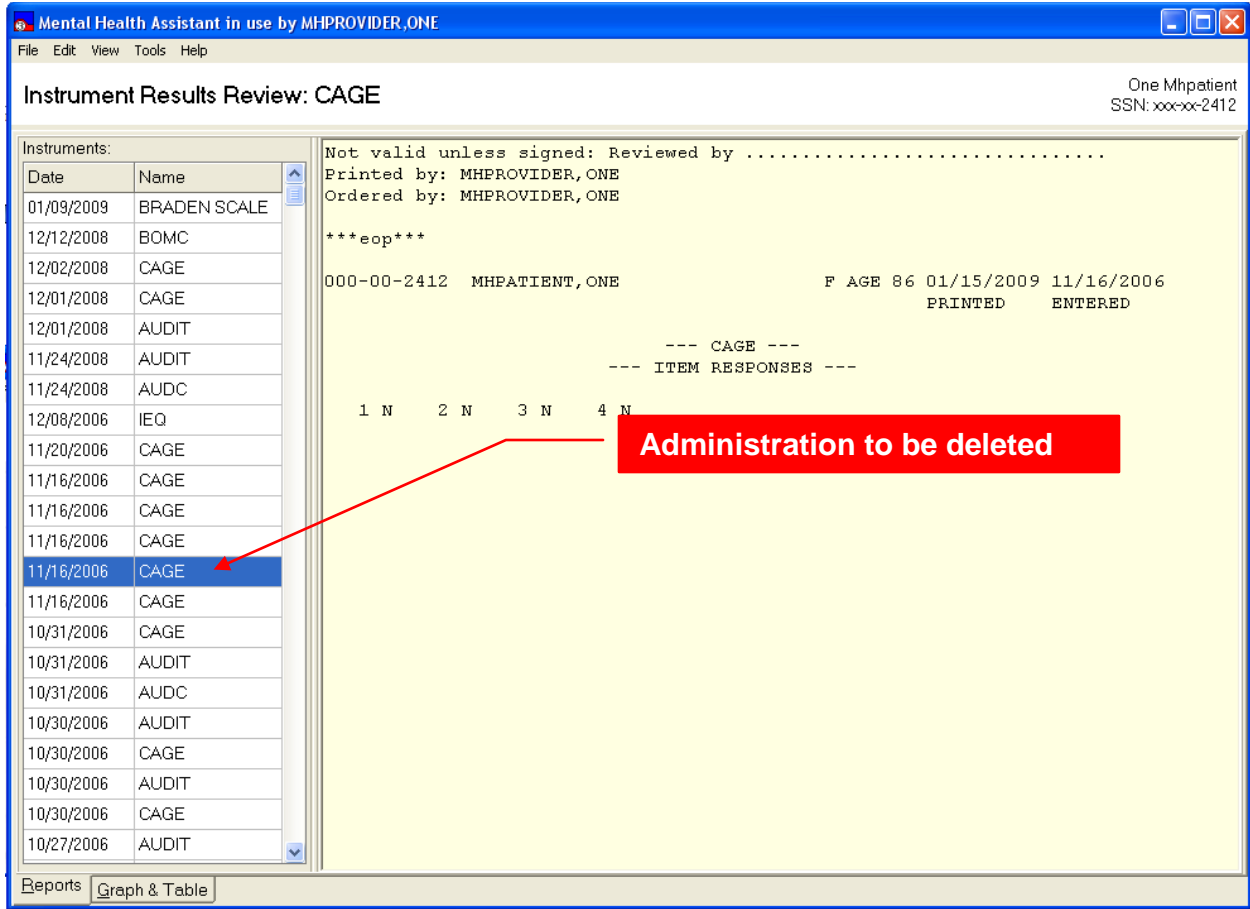 Mental Health Assistant in use by MHPROVIDER,ONE
File Edit View Tools Help
Instrument Results Review: CAGE
One Mhpatient
SSN: xxx-xx-2412
Instruments:
Date Name
01/09/2009 BRADEN SCALE
12/12/2008 BOMC
12/02/2008 CAGE
12/01/2008 CAGE
12/01/2008 AUDIT
11/24/2008 AUDIT
11/24/2008 AUDC
12/08/2006 IEQ
11/20/2006 CAGE
11/16/2006 CAGE
11/16/2006 CAGE
11/16/2006 CAGE
11/16/2006 CAGE
11/16/2006 CAGE
10/31/2006 CAGE
10/31/2006 AUDIT
10/31/2006 AUDC
10/30/2006 AUDIT
10/30/2006 CAGE
10/30/2006 AUDIT
10/30/2006 CAGE
10/27/2006 AUDIT
Not valid unless signed: Reviewed by ................................
Printed by: MHPROVIDER,ONE
Ordered by: MHPROVIDER,ONE
***eop***
000-00-2412 MHPATIENT,ONE F AGE 86 01/15/2009 11/16/2006
PRINTED ENTERED
--- CAGE ---
--- ITEM RESPONSES ---
1 N 2 N 3 N 4 N
Administration to be deleted
Reports Graph & Table